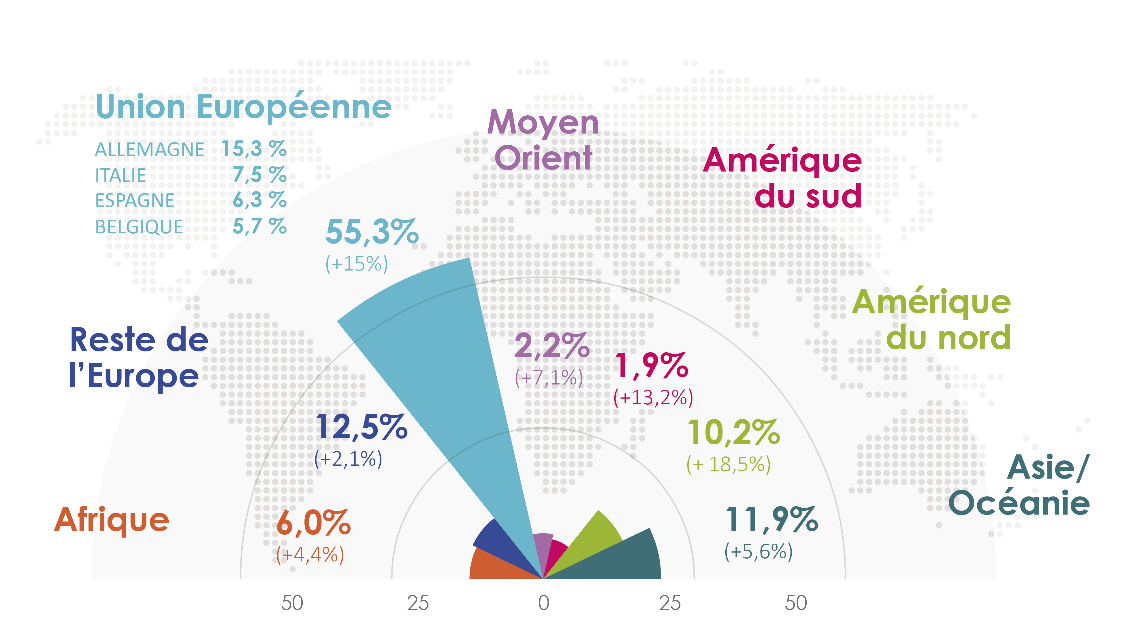 Union Européenne
ALLEMAGNE 15,3 %
ITALIE 7,5 %
ESPAGNE 6,3 %
BELGIQUE 5,7 %
55,3%
(+15%)
Moyen
Orient
2,2%
(+7,1%)
Amérique
du sud
1,9%
(+13,2%)
Amérique
du nord
10,2%
(+ 18,5%)
Reste de
l’Europe
12,5%
(+2,1%)
Afrique
6,0%
(+4,4%)
Asie/
Océanie
11,9%
(+5,6%)
50 25 0 25 50